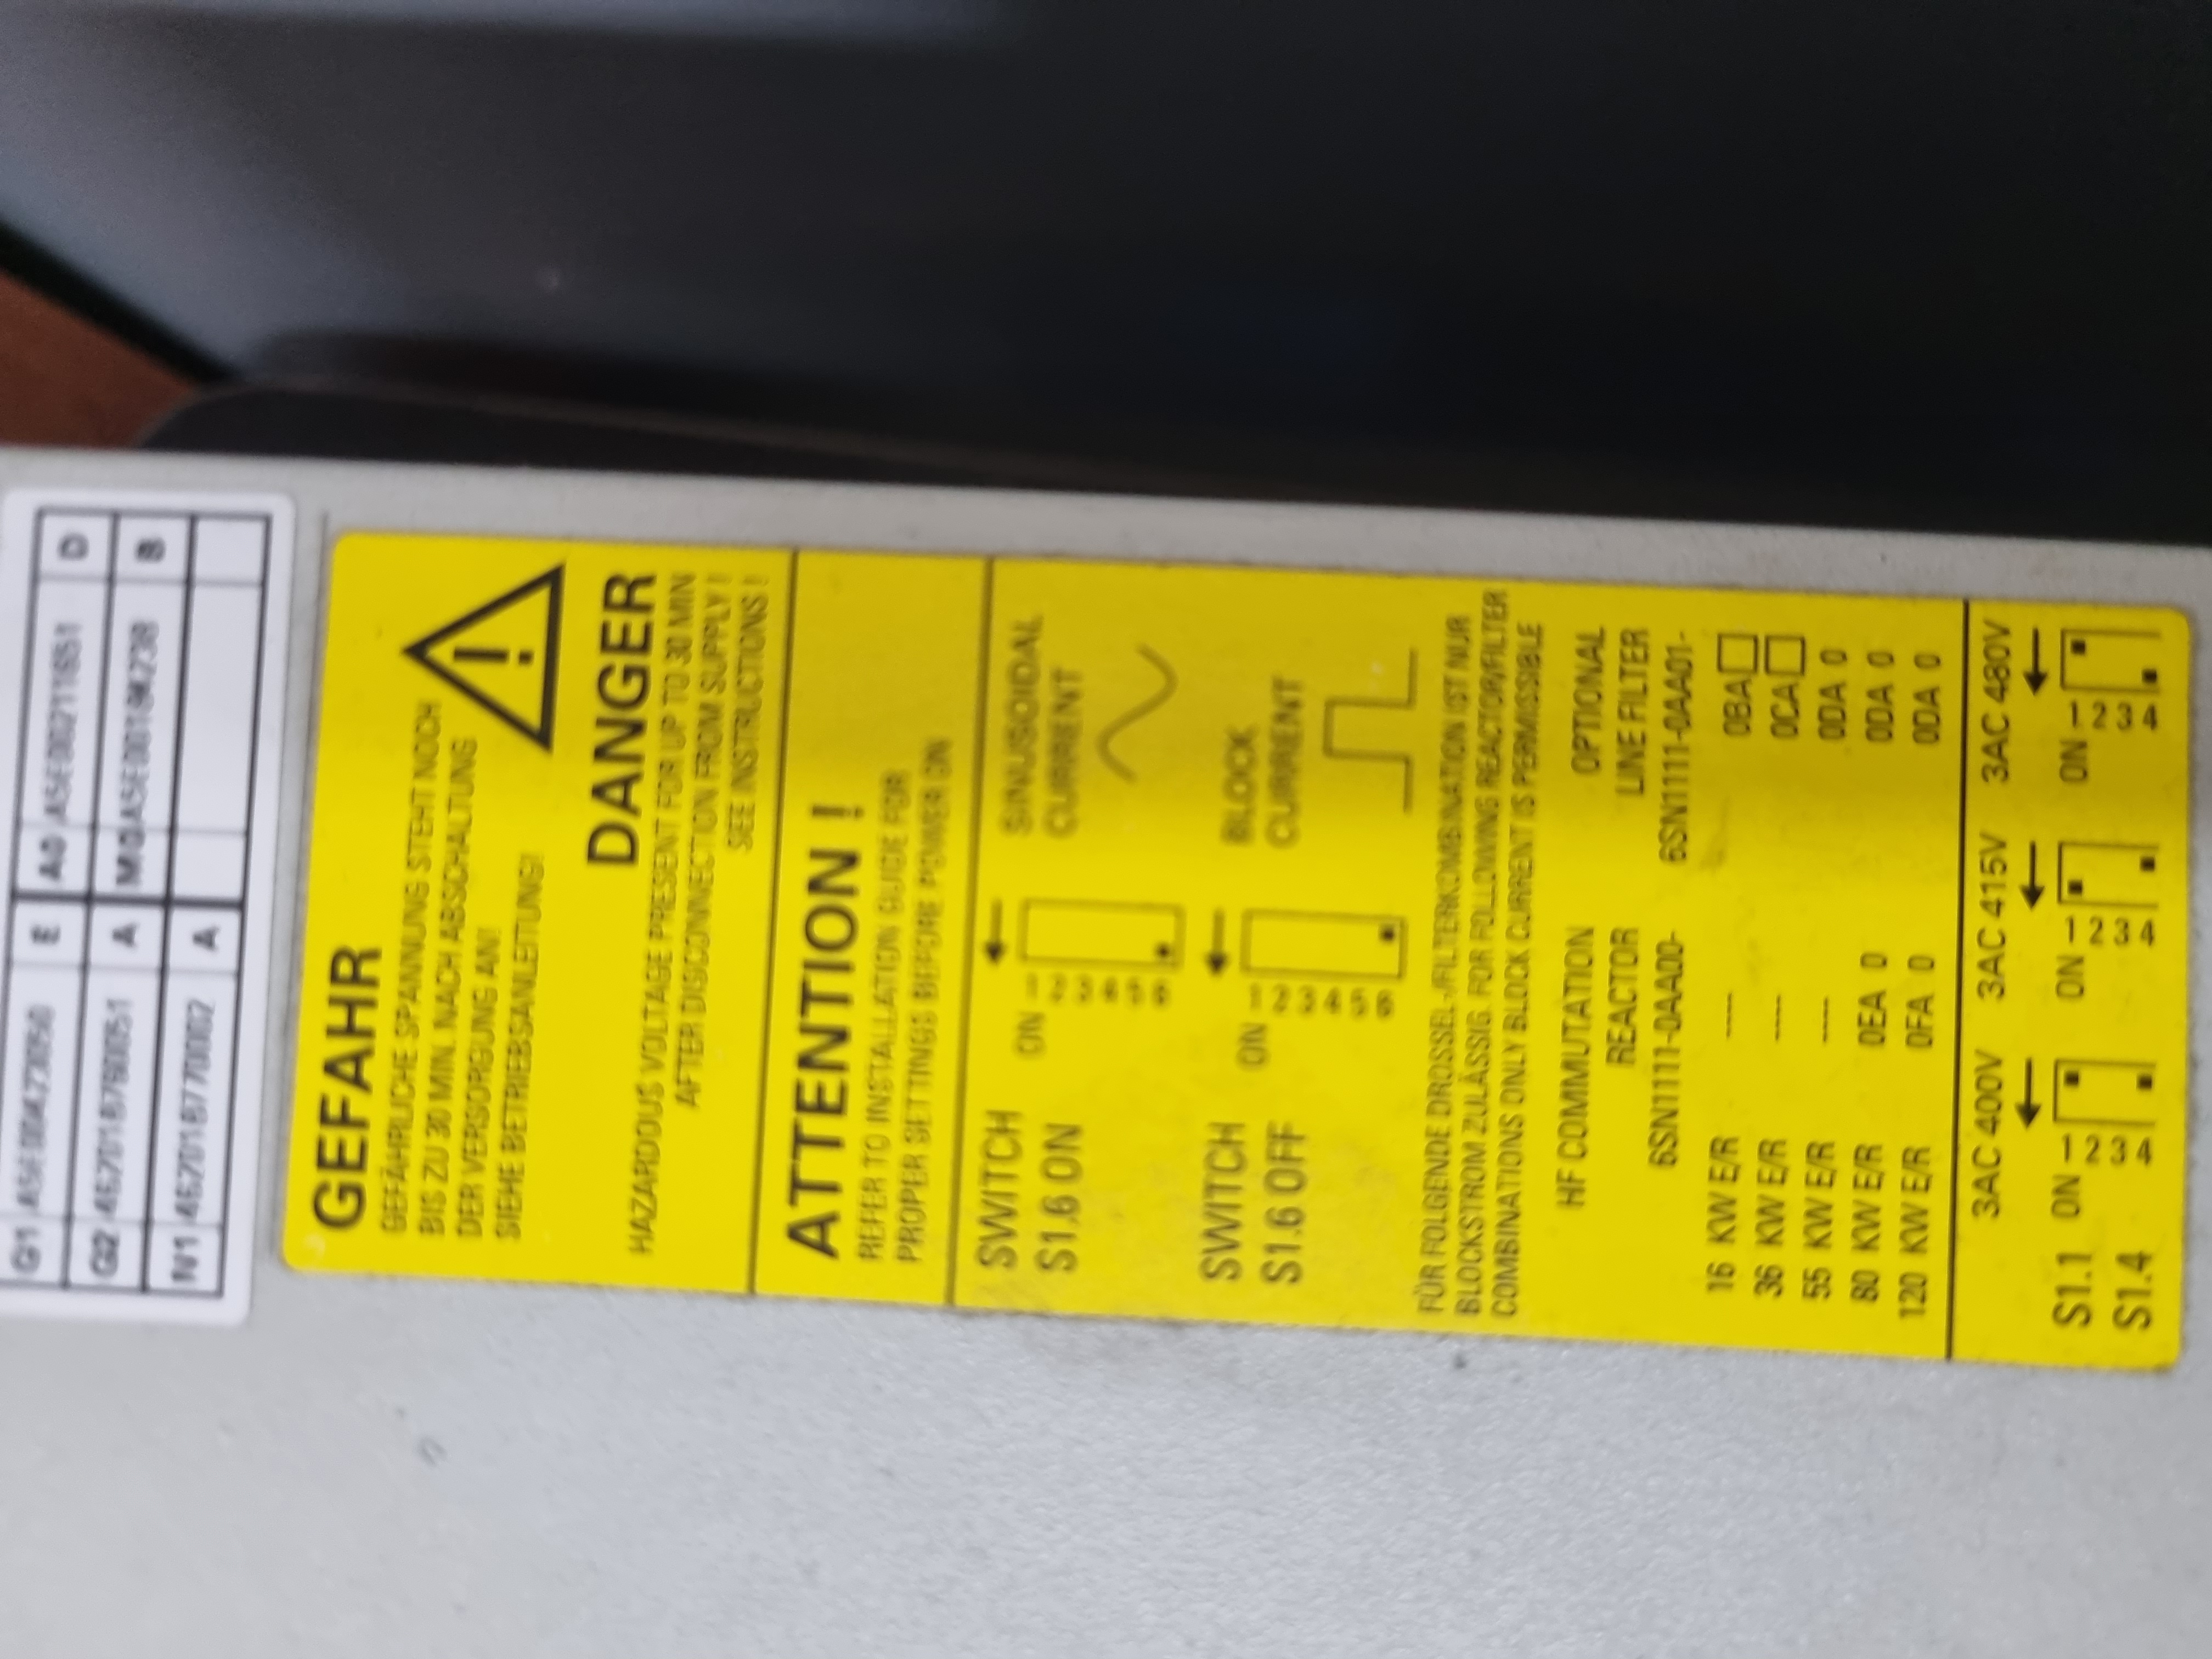 G1 A5E00423050 E A0 A5E00211651 D
G2 462018760051 A MQ A5E00184238 B
N1 462018770002 A
GEFAHR
GEFÄHRLICHE SPANNUNG STEHT NOCH
BIS ZU 30 MIN. NACH ABSCHALTUNG
DER VERSORGUNG AN!
SIEHE BETRIEBSANLEITUNG!
DANGER
HAZARDOUS VOLTAGE PRESENT FOR UP TO 30 MIN
AFTER DISCONNECTION FROM SUPPLY !
SEE INSTRUCTIONS !
ATTENTION !
REFER TO INSTALLATION GUIDE FOR
PROPER SETTINGS BEFORE POWER ON
SWITCH
S1.6 ON
ON
1
2
3
4
5
6
SINUSOIDAL
CURRENT
SWITCH
S1.6 OFF
ON
1
2
3
4
5
6
BLOCK
CURRENT
FÜR FOLGENDE DROSSEL-/FILTERKOMBINATION IST NUR
BLOCKSTROM ZULÄSSIG. FOR FOLLOWING REACTOR/FILTER
COMBINATIONS ONLY BLOCK CURRENT IS PERMISSIBLE
HF COMMUTATION OPTIONAL
REACTOR LINE FILTER
6SN1111-0AA00- 6SN1111-0AA01-
16 KW E/R ---- 0BA□
36 KW E/R ---- 0CA□
55 KW E/R ---- 0DA 0
80 KW E/R 0EA 0 0DA 0
120 KW E/R 0FA 0 0DA 0
3AC 400V 3AC 415V 3AC 480V
S1.1 ON 1 ON 1 ON 1
2 2 2
3 3 3
S1.4 4 4 4